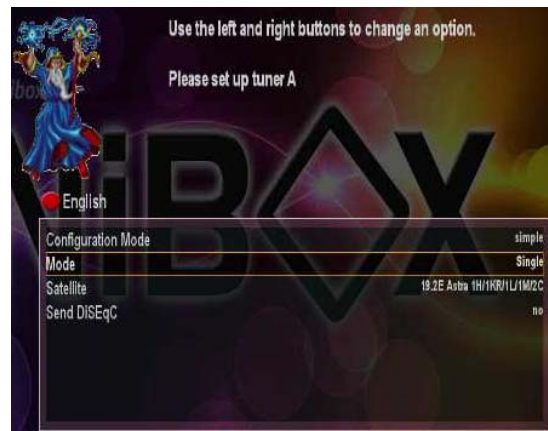 Use the left and right buttons to change an option.
Please set up tuner A
English
Configuration Mode simple
Mode Single
Satellite 19.2E Astra 1H/1KR/1L/1M/2C
Send DiSEqC no